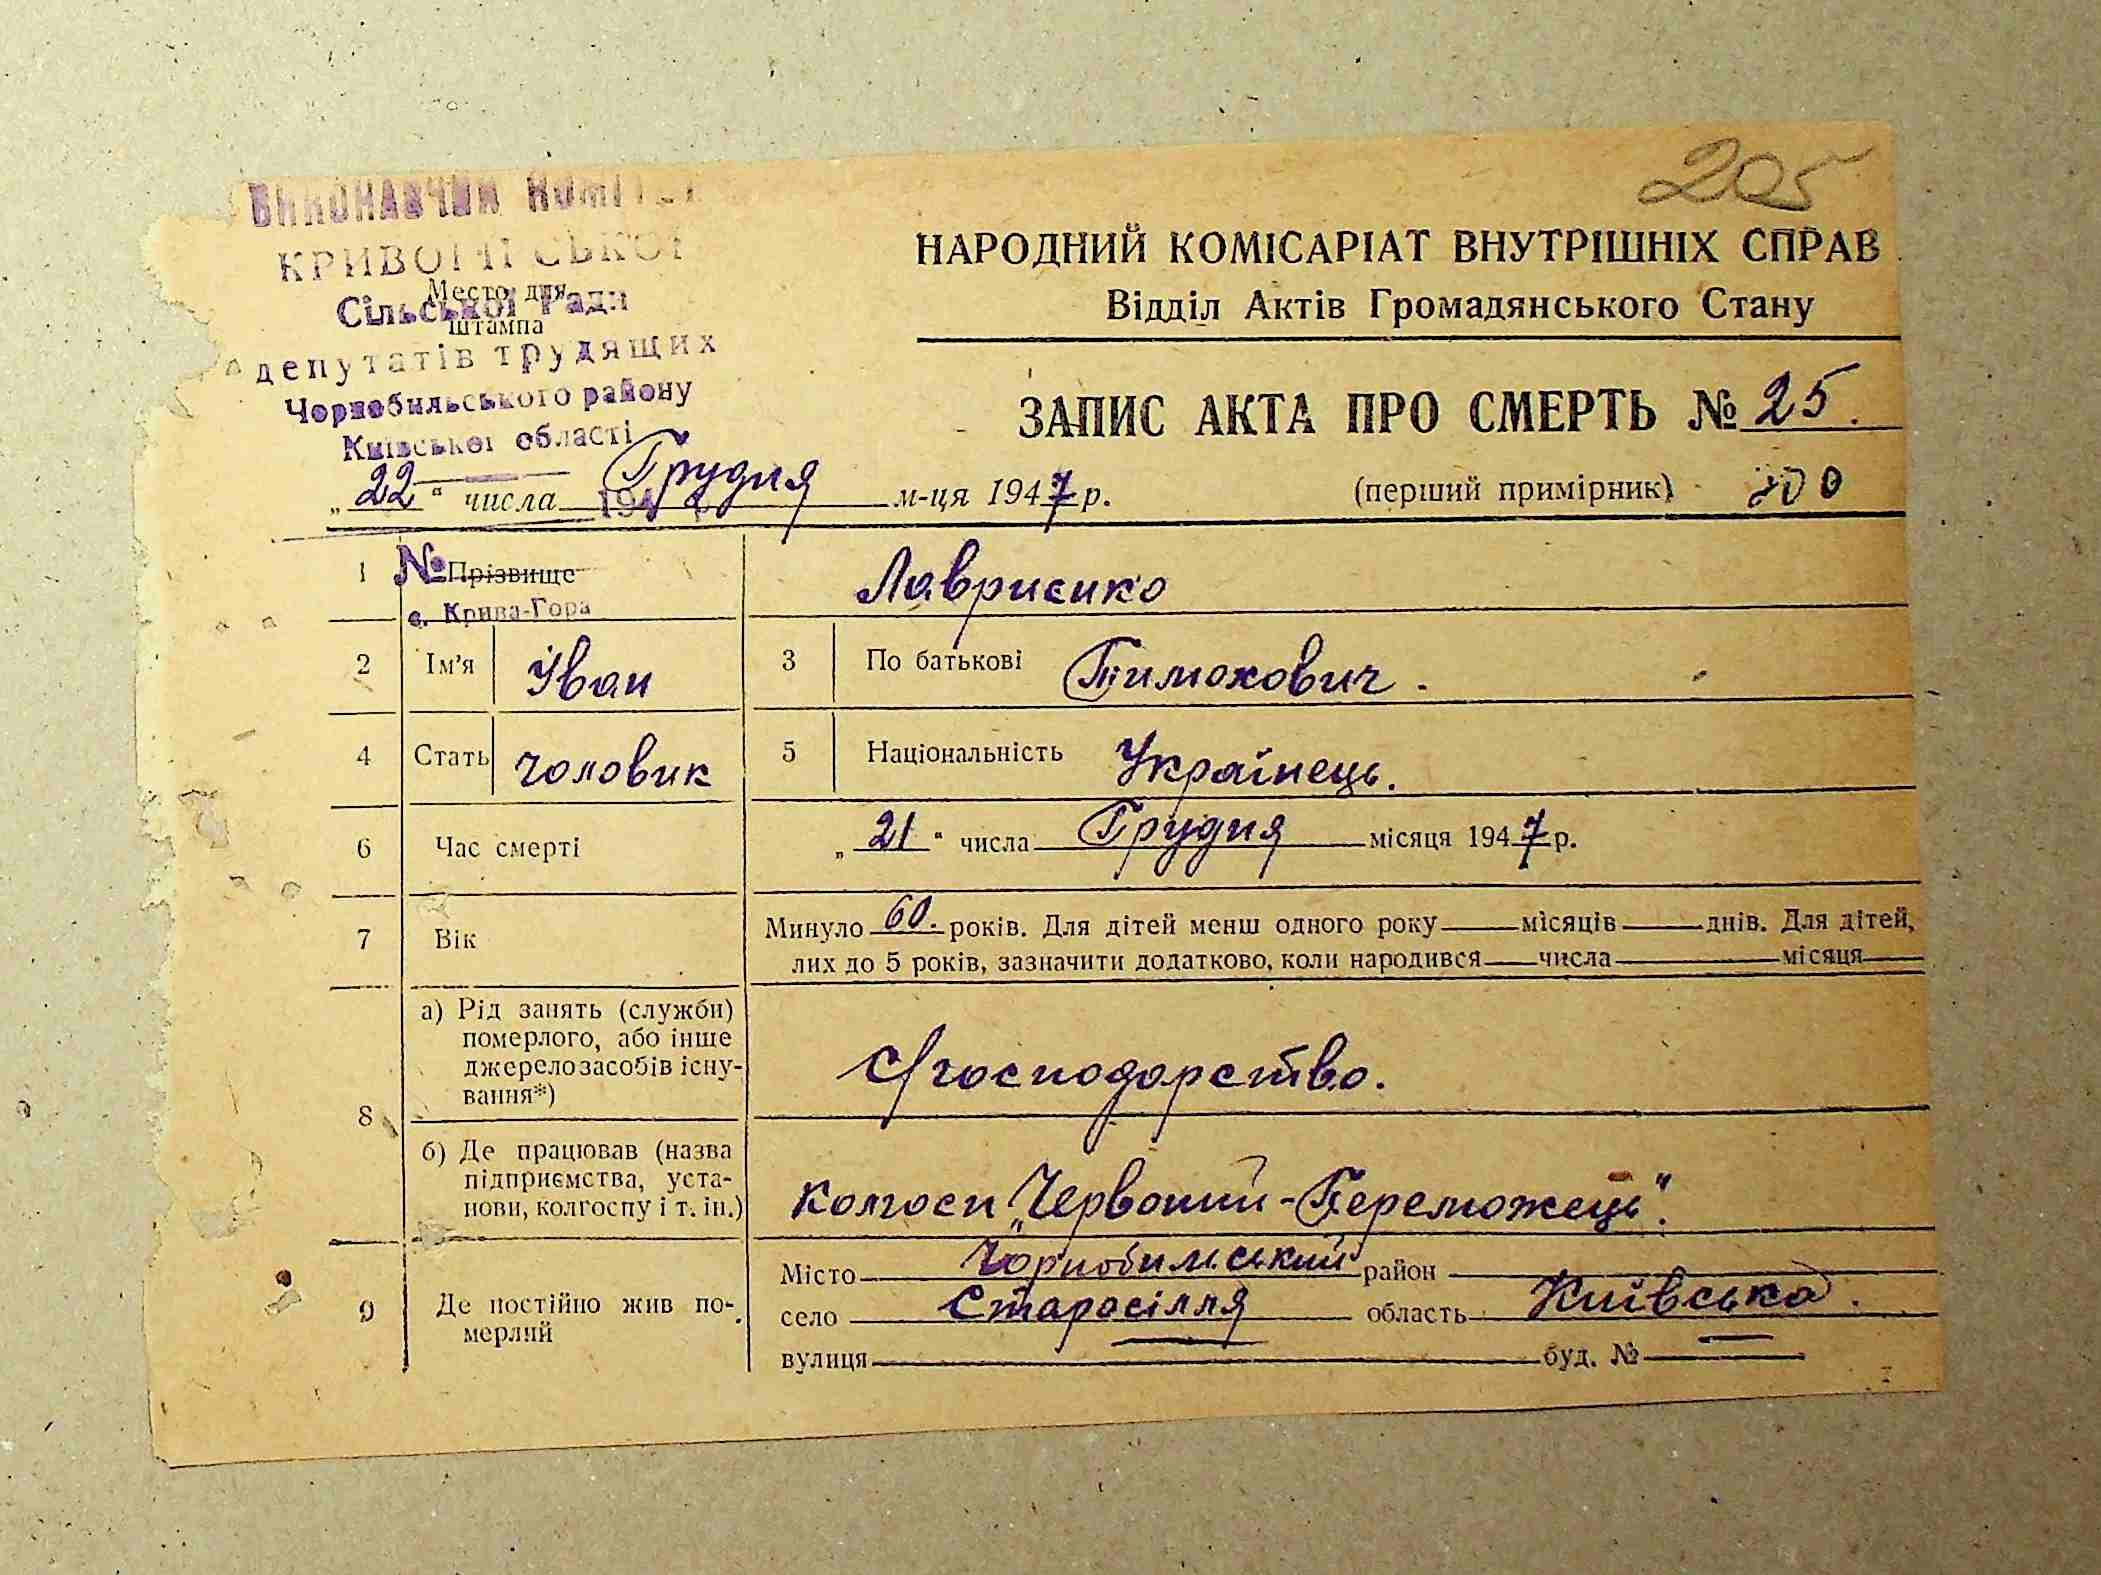 205
ВИКОНАВЧИЙ КОМІТЕТ
КРИВОГІРСЬКОЇ
Место для
Сільської Ради
штампа
депутатів трудящих
Чорнобильського району
Київської області
НАРОДНИЙ КОМІСАРІАТ ВНУТРІШНІХ СПРАВ
Відділ Актів Громадянського Стану
ЗАПИС АКТА ПРО СМЕРТЬ № 25.
(перший примірник)
„22“ числа Грудня м-ця 1947 р.
194 р.
1 № Прізвище Лавриенко
с. Крива-Гора
2 Ім'я Іван 3 По батькові Тимохович.
4 Стать чоловик 5 Національність Українець.
6 Час смерті „21“ числа Грудня місяця 1947 р.
7 Вік Минуло 60. років. Для дітей менш одного року місяців днів. Для дітей,
лих до 5 років, зазначити додатково, коли народився числа місяця
8 а) Рід занять (служби)
померлого, або інше
джерело засобів існу-
вання*)
с/господарство.
б) Де працював (назва
підприємства, уста-
нови, колгоспу і т. ін.)
колгосп „Червоний-Переможець".
9 Де постійно жив по-
мерлий
Місто Чорнобильський район
село Старосілля область Київська.
вулиця буд. №